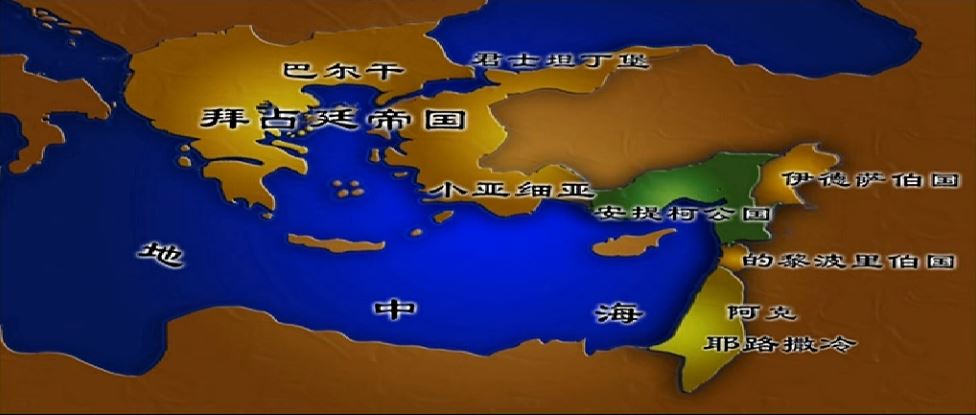 君士坦丁堡
巴尔干
拜占廷帝国
伊德萨伯国
小亚细亚
安提柯公国
地
的黎波里伯国
中
海
阿克
耶路撒冷